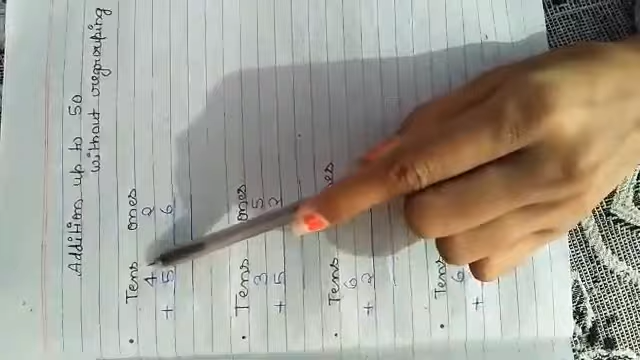 Addition up to 50
without regrouping
• Tens ones
4 2
+ 5 6
• Tens ones
3 5
+ 5 2
• Tens
6
+ 2
• Tens
6
+